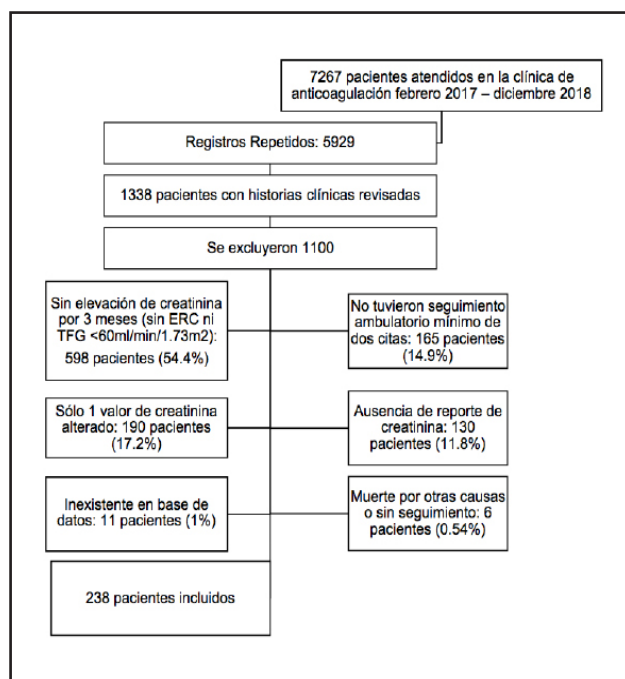 7267 pacientes atendidos en la clínica de
anticoagulación febrero 2017 – diciembre 2018
Registros Repetidos: 5929
1338 pacientes con historias clínicas revisadas
Se excluyeron 1100
Sin elevación de creatinina
por 3 meses (sin ERC ni
TFG <60ml/min/1.73m2):
598 pacientes (54.4%)
No tuvieron seguimiento
ambulatorio mínimo de
dos citas: 165 pacientes
(14.9%)
Sólo 1 valor de creatinina
alterado: 190 pacientes
(17.2%)
Ausencia de reporte de
creatinina: 130
pacientes (11.8%)
Inexistente en base de
datos: 11 pacientes (1%)
Muerte por otras causas
o sin seguimiento: 6
pacientes (0.54%)
238 pacientes incluidos